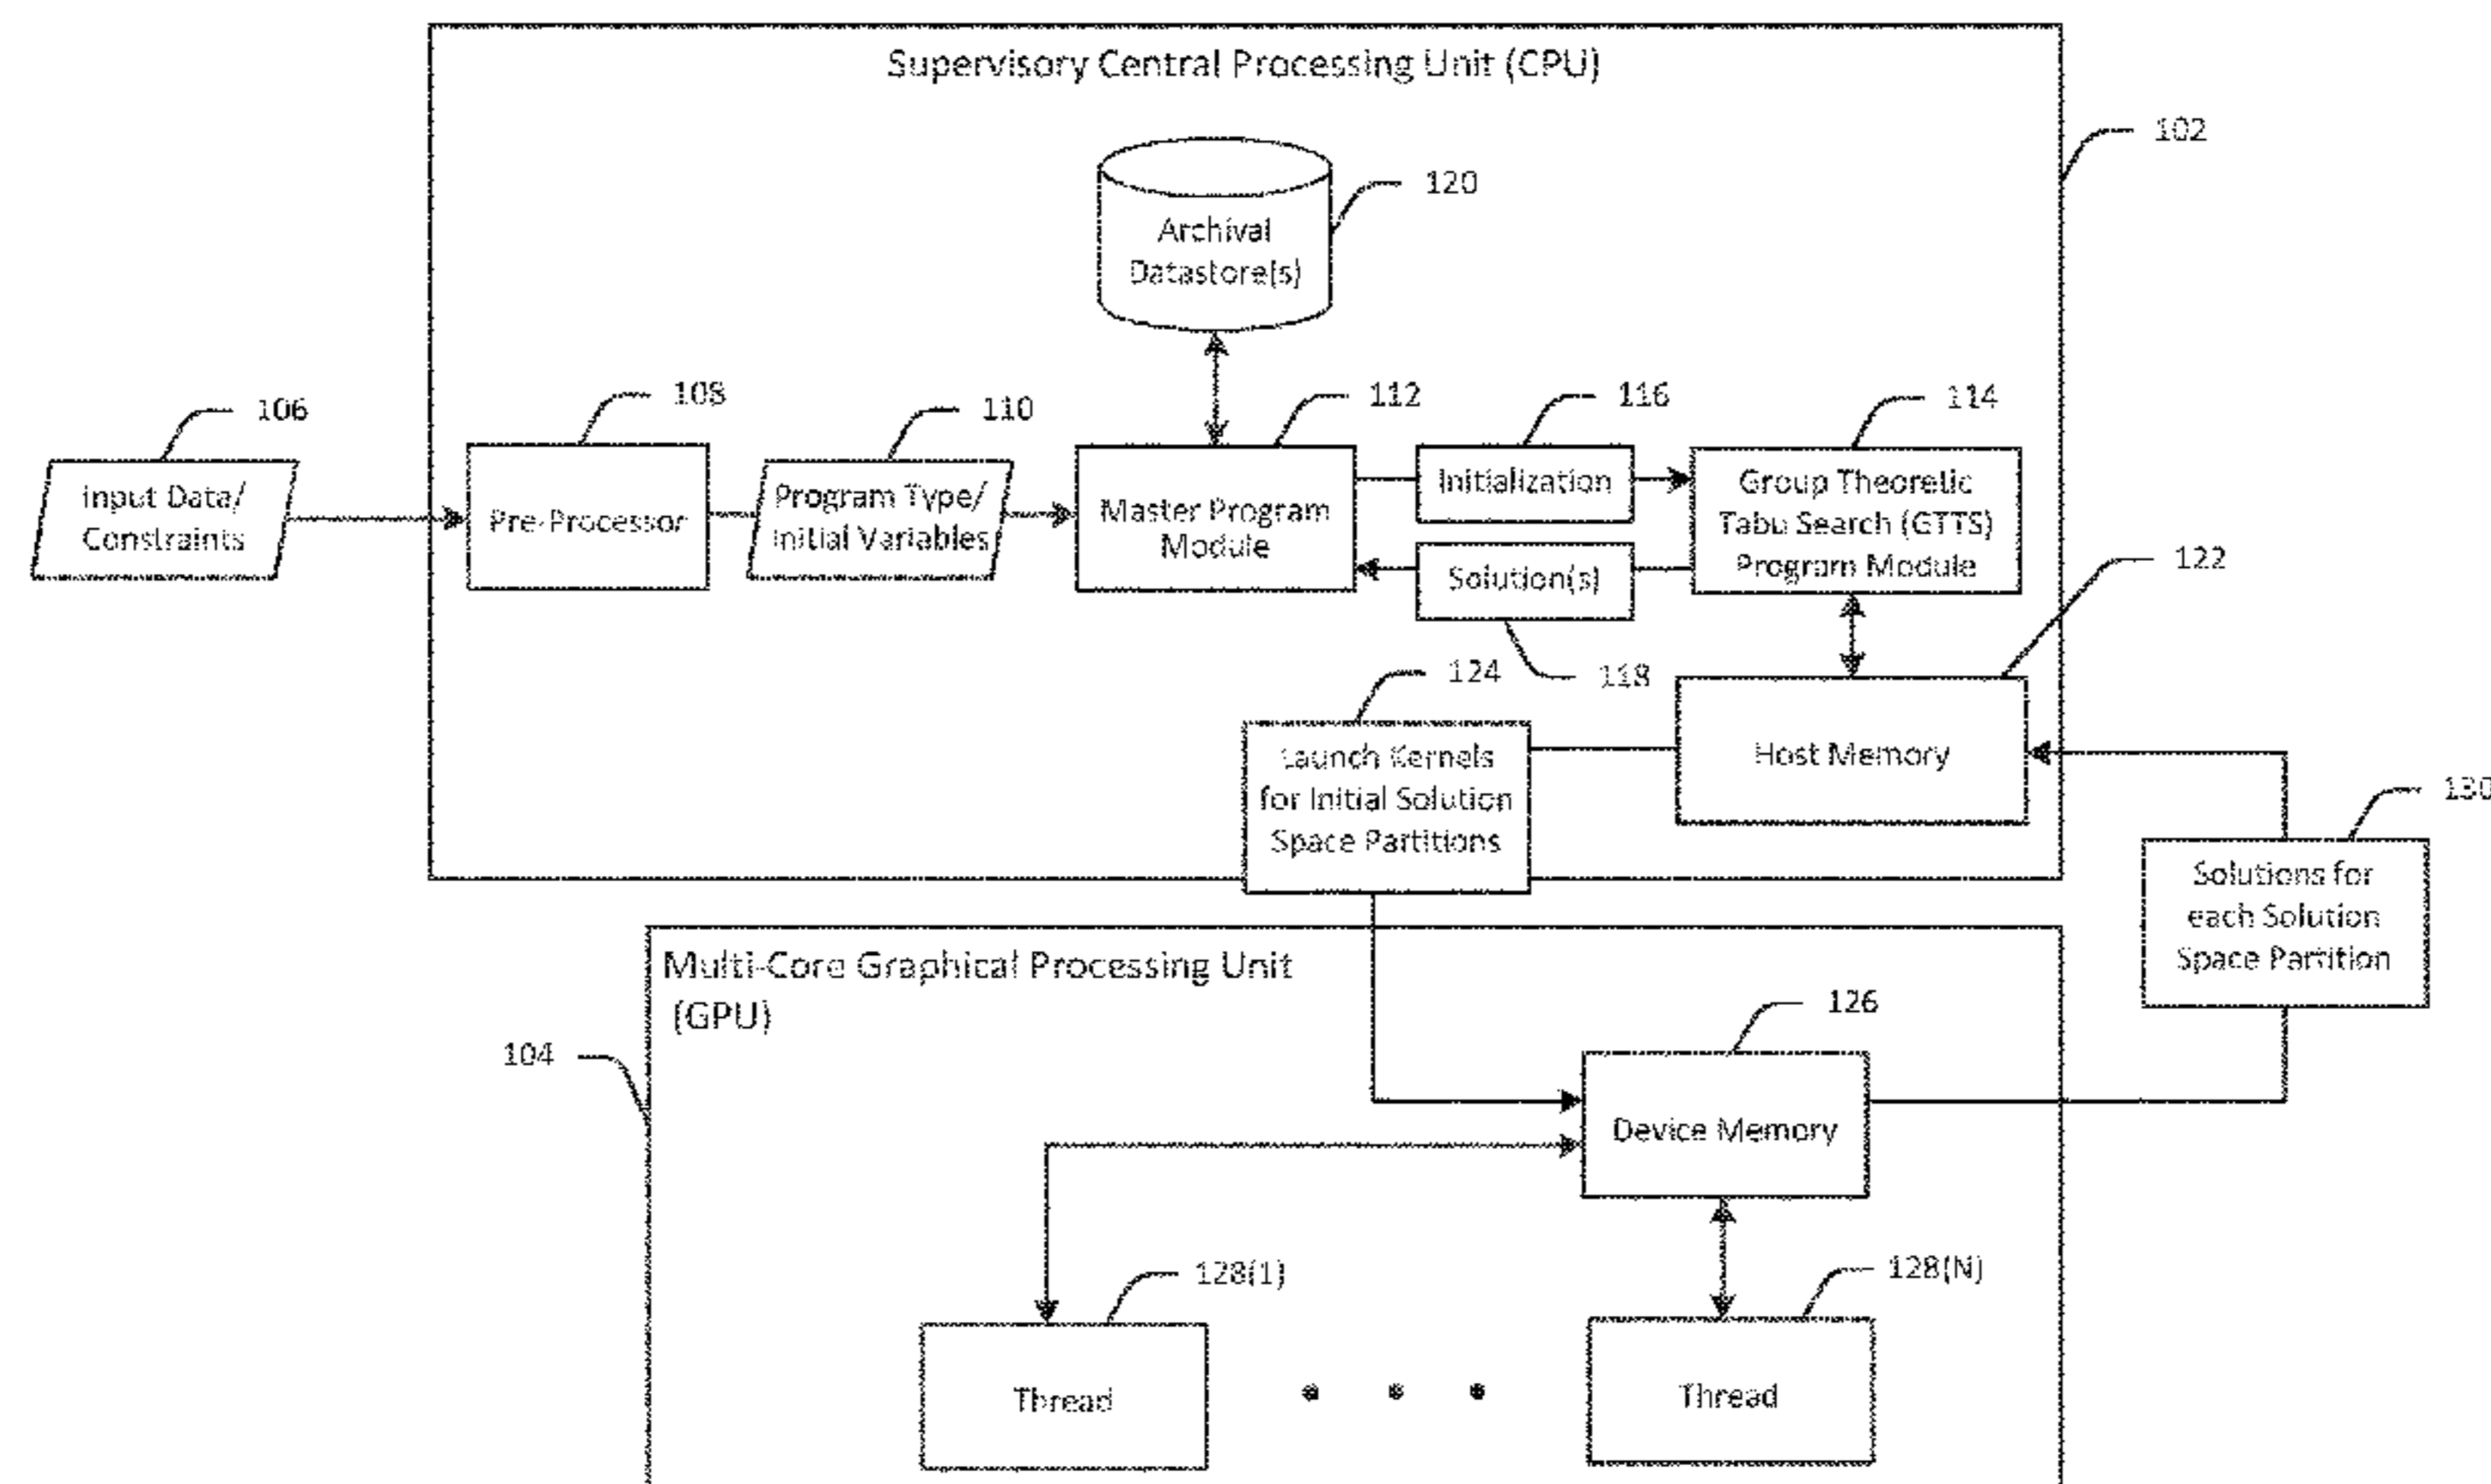 Supervisory Central Processing Unit (CPU)
102
120
Archival
Datastore(s)
106
108
110
112
116
114
Input Data/
Constraints
Pre-Processor
Program Type/
Initial Variables
Master Program
Module
Initialization
Solution(s)
Group Theoretic
Tabu Search (GTTS)
Program Module
122
118
124
Launch Kernels
for Initial Solution
Space Partitions
Host Memory
130
Solutions for
each Solution
Space Partition
Multi-Core Graphical Processing Unit
(GPU)
104
126
Device Memory
128(1)
128(N)
Thread
Thread